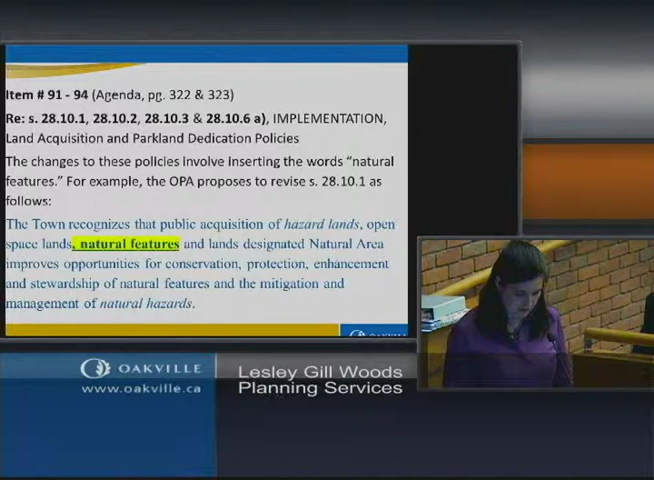 Item # 91 - 94 (Agenda, pg. 322 & 323)
Re: s. 28.10.1, 28.10.2, 28.10.3 & 28.10.6 a), IMPLEMENTATION,
Land Acquisition and Parkland Dedication Policies
The changes to these policies involve inserting the words “natural
features.” For example, the OPA proposes to revise s. 28.10.1 as
follows:
The Town recognizes that public acquisition of hazard lands, open
space lands, natural features and lands designated Natural Area
improves opportunities for conservation, protection, enhancement
and stewardship of natural features and the mitigation and
management of natural hazards.
OAKVILLE
OAKVILLE
www.oakville.ca
Lesley Gill Woods
Planning Services